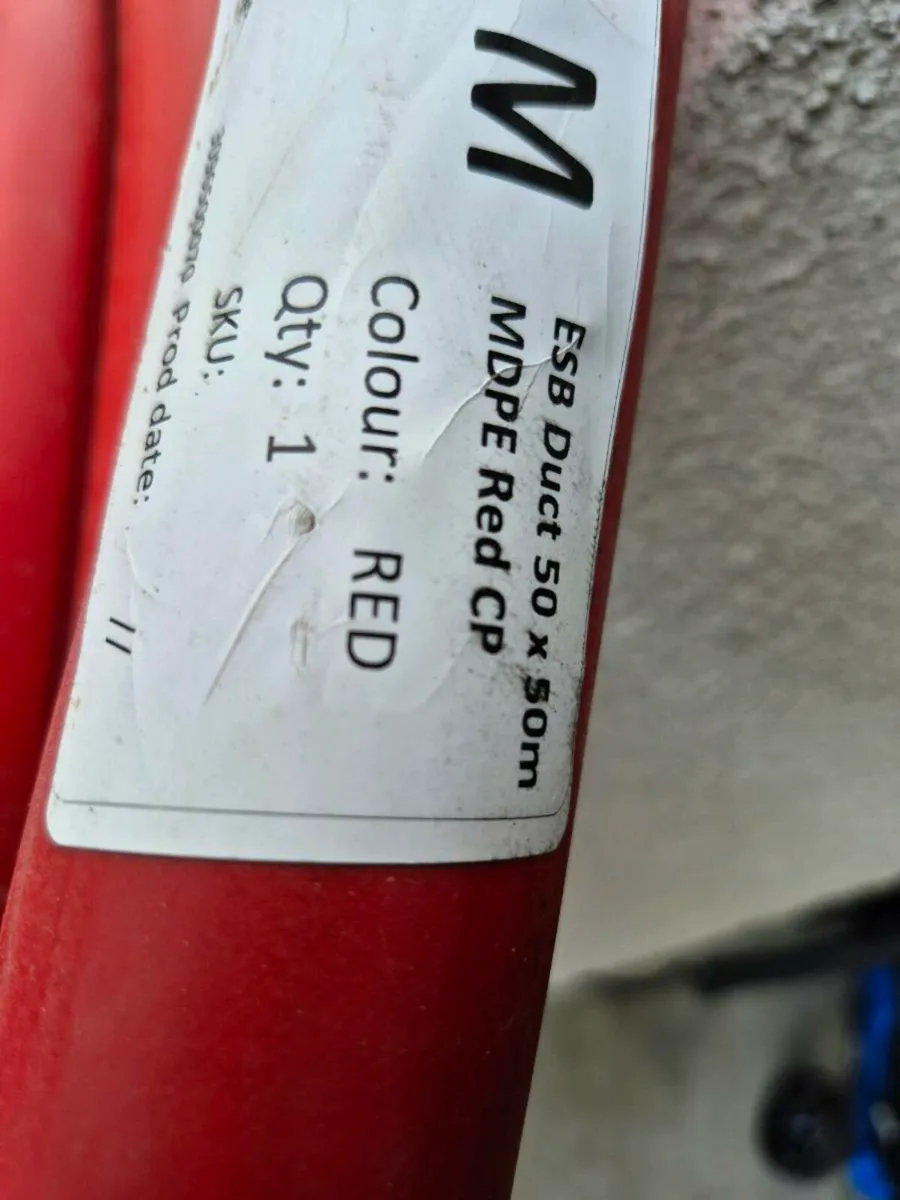 M
ESB Duct 50 x 50m
MDPE Red CP
Colour: RED
Qty: 1
SKU:
Prod date:
//